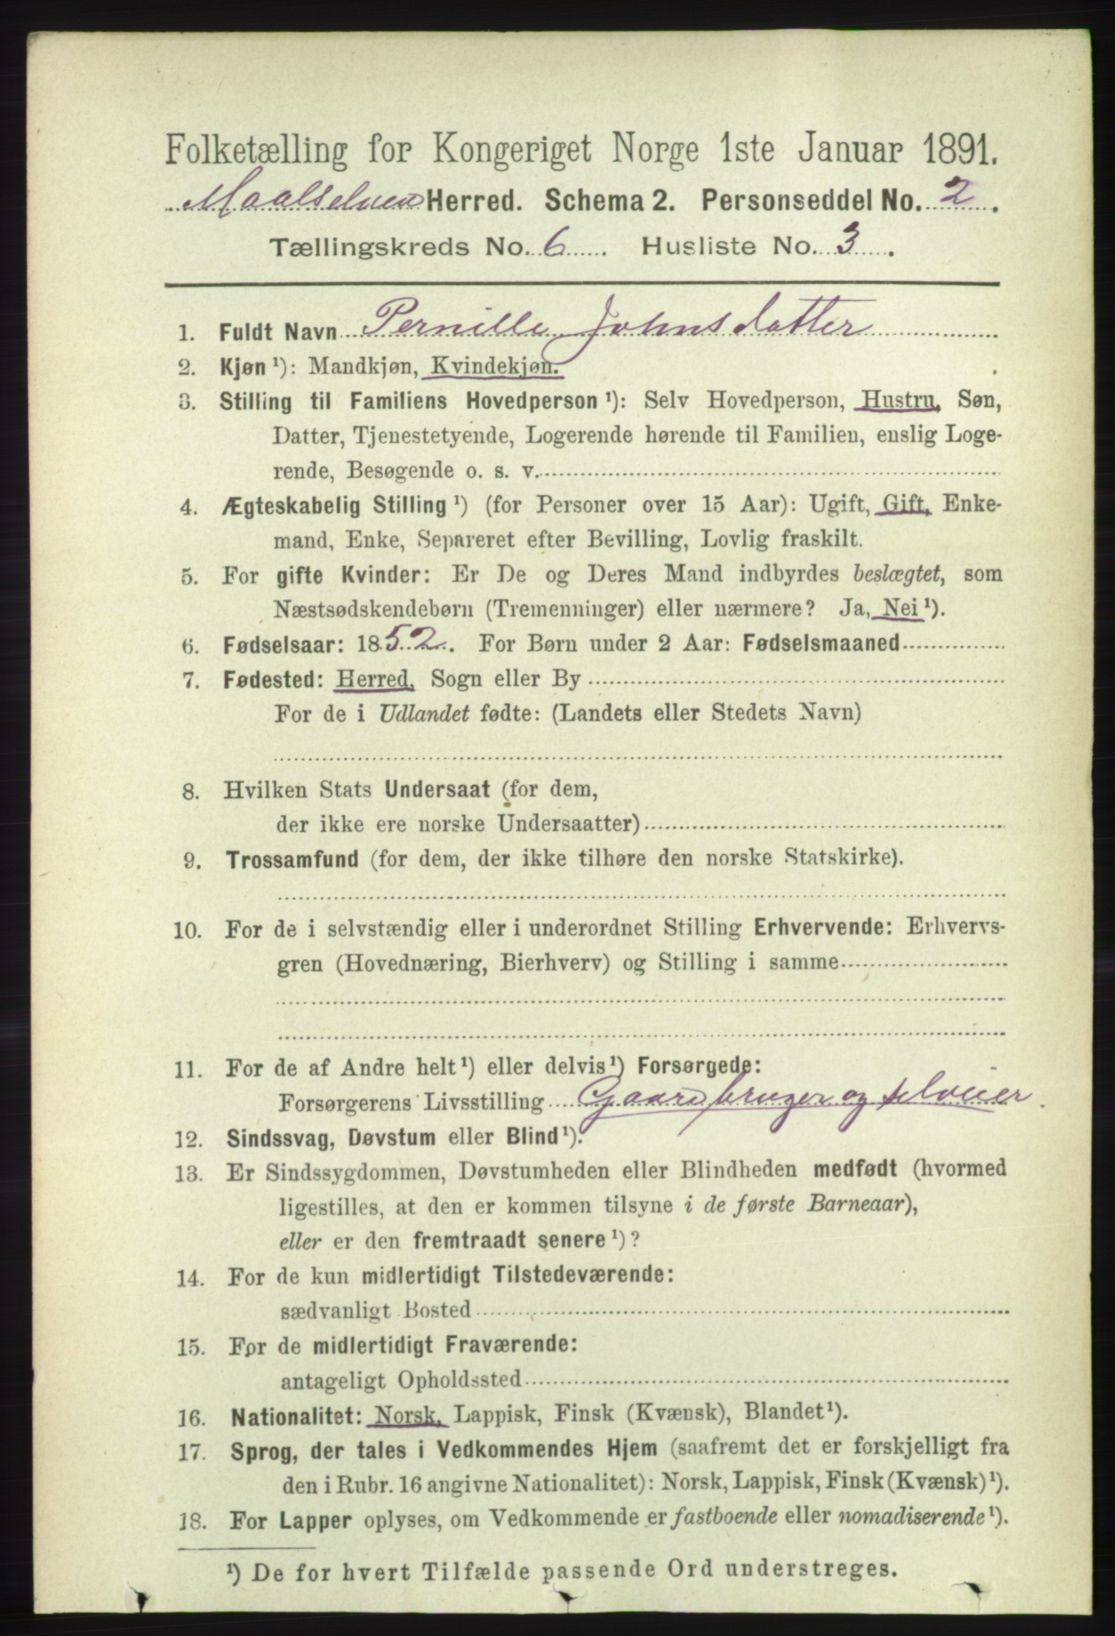 Folketælling for Kongeriget Norge 1ste Januar 1891.
Maalselven Herred. Schema 2. Personseddel No. 2.
Tællingskreds No. 6. Husliste No. 3.
1. Fuldt Navn Pernille Johnsdatter
2. Kjøn ¹): Mandkjøn, Kvindekjøn.
3. Stilling til Familiens Hovedperson ¹): Selv Hovedperson, Hustru, Søn,
Datter, Tjenestetyende, Logerende hørende til Familien, enslig Loge-
rende, Besøgende o. s. v.
4. Ægteskabelig Stilling ¹) (for Personer over 15 Aar): Ugift, Gift, Enke-
mand, Enke, Separeret efter Bevilling, Lovlig fraskilt.
5. For gifte Kvinder: Er De og Deres Mand indbyrdes beslægtet, som
Næstsødskendebørn (Tremenninger) eller nærmere? Ja, Nei ¹).
6. Fødselsaar: 1852. For Børn under 2 Aar: Fødselsmaaned
7. Fødested: Herred, Sogn eller By
For de i Udlandet fødte: (Landets eller Stedets Navn)
8. Hvilken Stats Undersaat (for dem,
der ikke ere norske Undersaatter)
9. Trossamfund (for dem, der ikke tilhøre den norske Statskirke).
10. For de i selvstændig eller i underordnet Stilling Erhvervende: Erhvervs-
gren (Hovednæring, Bierhverv) og Stilling i samme
11. For de af Andre helt ¹) eller delvis ¹) Forsørgede:
Forsørgerens Livsstilling Gaardbruger og selveier.
12. Sindssvag, Døvstum eller Blind ¹).
13. Er Sindssygdommen, Døvstumheden eller Blindheden medfødt (hvormed
ligestilles, at den er kommen tilsyne i de første Barneaar),
eller er den fremtraadt senere ¹)?
14. For de kun midlertidigt Tilstedeværende:
sædvanligt Bosted
15. For de midlertidigt Fraværende:
antageligt Opholdssted
16. Nationalitet: Norsk, Lappisk, Finsk (Kvænsk), Blandet ¹).
17. Sprog, der tales i Vedkommendes Hjem (saafremt det er forskjelligt fra
den i Rubr. 16 angivne Nationalitet): Norsk, Lappisk, Finsk (Kvænsk) ¹).
18. For Lapper oplyses, om Vedkommende er fastboende eller nomadiserende ¹).
¹) De for hvert Tilfælde passende Ord understreges.